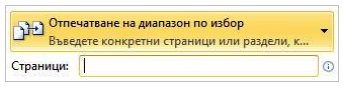 Отпечатване на диапазон по избор
Въведете конкретни страници или раздели, к...
Страници: